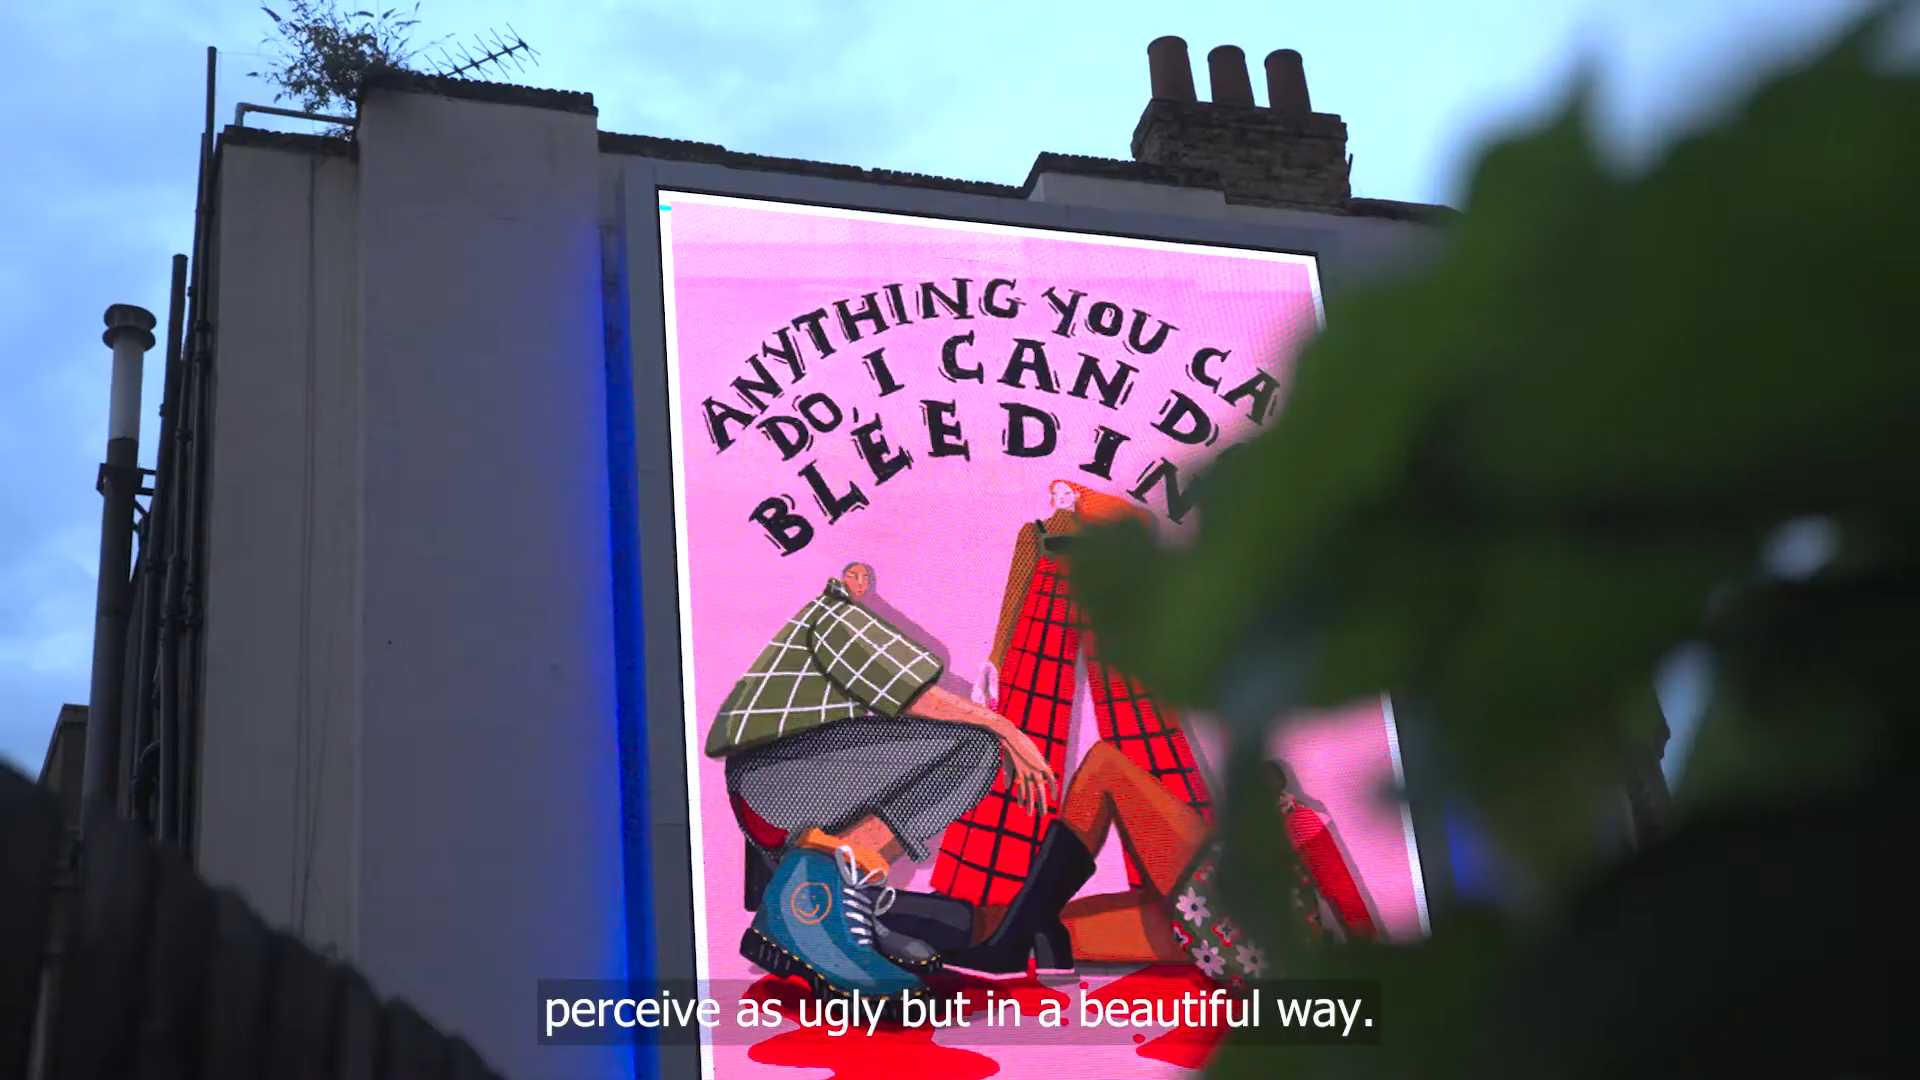 ANYTHING YOU CA
DO, I CAN D
BLEEDIN
perceive as ugly but in a beautiful way.